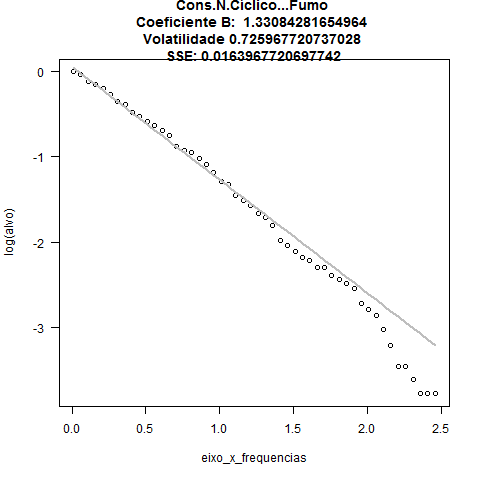 Cons.N.Ciclico...Fumo
Coeficiente B:  1.33084281654964
Volatilidade 0.725967720737028
SSE: 0.0163967720697742
log(alvo)
0
-1
-2
-3
0.0
0.5
1.0
1.5
2.0
2.5
eixo_x_frequencias